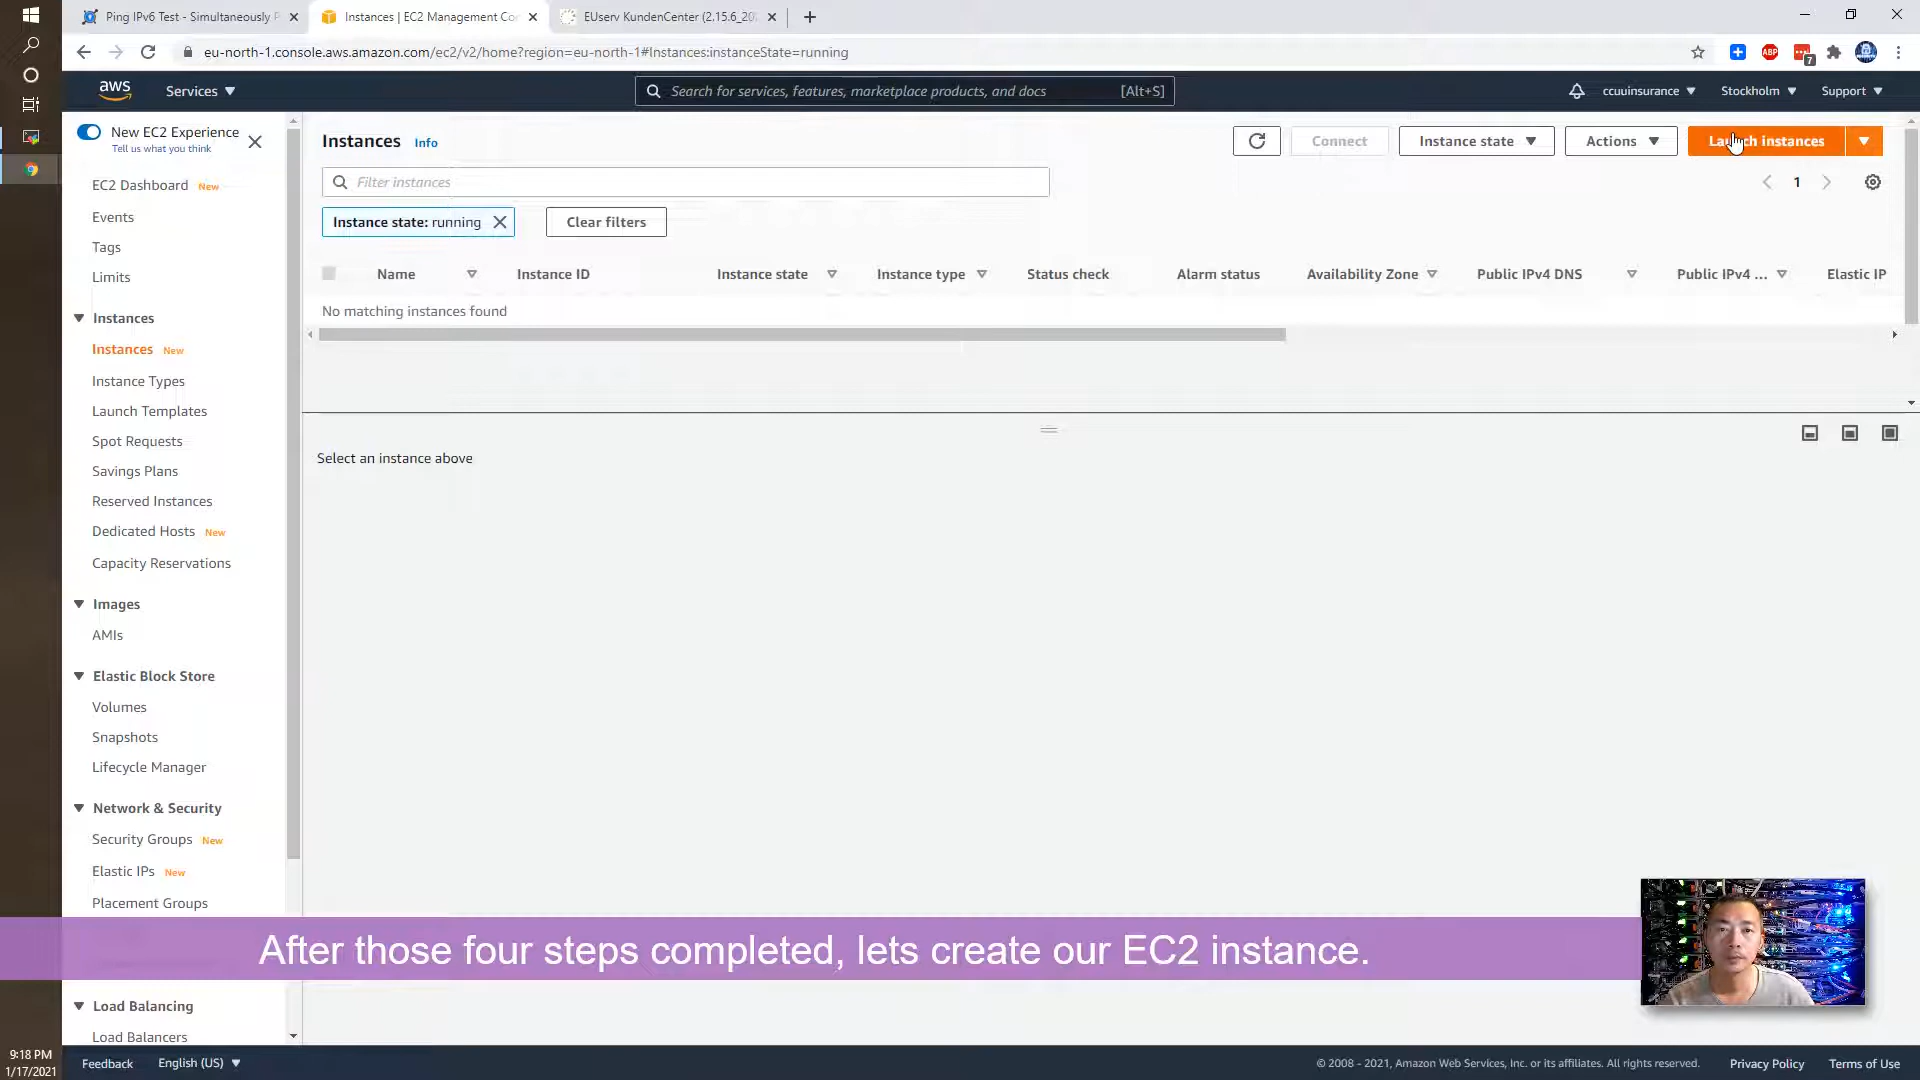 Ping IPv6 Test - Simultaneously P
Instances | EC2 Management Co
EUserv KundenCenter (2.15.6_20
eu-north-1.console.aws.amazon.com/ec2/v2/home?region=eu-north-1#Instances:instanceState=running
ABP
7
aws
Services
Search for services, features, marketplace products, and docs
[Alt+S]
ccuuinsurance
Stockholm
Support
New EC2 Experience
Tell us what you think
EC2 Dashboard New
Events
Tags
Limits
Instances
Instances New
Instance Types
Launch Templates
Spot Requests
Savings Plans
Reserved Instances
Dedicated Hosts New
Capacity Reservations
Images
AMIs
Elastic Block Store
Volumes
Snapshots
Lifecycle Manager
Network & Security
Security Groups New
Elastic IPs New
Placement Groups
Load Balancing
Load Balancers
Instances Info
Connect
Instance state
Actions
Launch instances
Filter instances
1
Instance state: running
Clear filters
Name
Instance ID
Instance state
Instance type
Status check
Alarm status
Availability Zone
Public IPv4 DNS
Public IPv4 ...
Elastic IP
No matching instances found
Select an instance above
After those four steps completed, lets create our EC2 instance.
9:18 PM
1/17/2021
Feedback
English (US)
© 2008 - 2021, Amazon Web Services, Inc. or its affiliates. All rights reserved.
Privacy Policy
Terms of Use